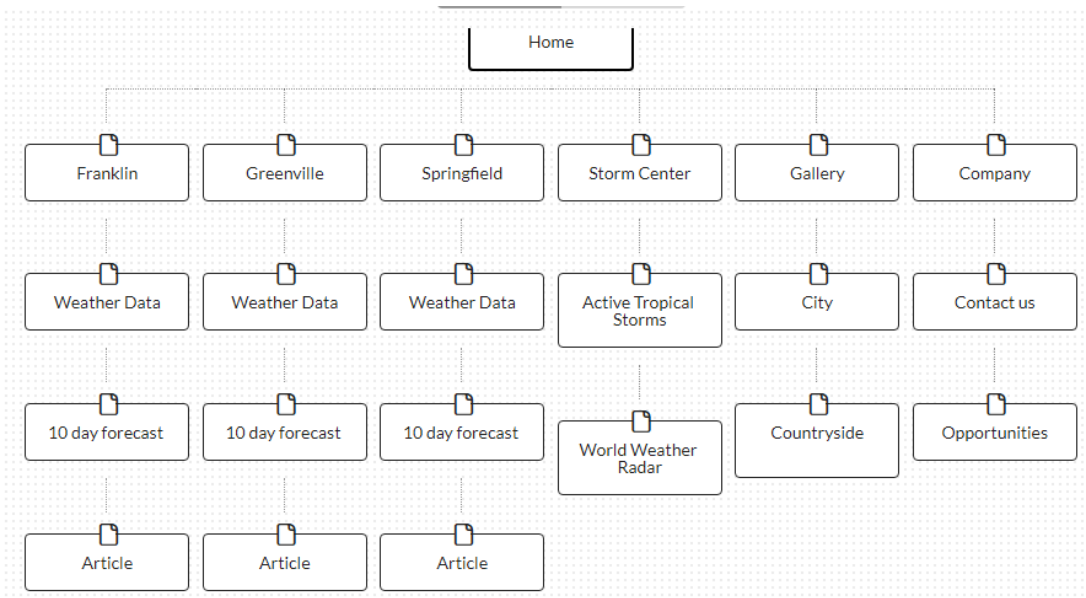 Home
Franklin
Greenville
Springfield
Storm Center
Gallery
Company
Weather Data
Weather Data
Weather Data
Active Tropical
Storms
City
Contact us
10 day forecast
10 day forecast
10 day forecast
World Weather
Radar
Countryside
Opportunities
Article
Article
Article